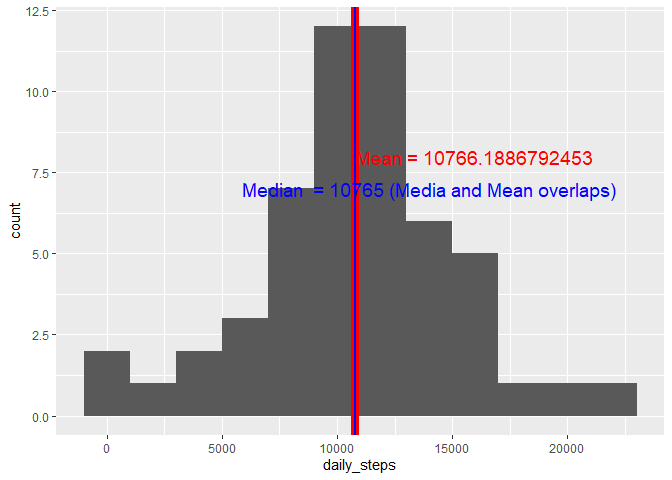 12.5
10.0
Mean = 10766.1886792453
7.5
Median  = 10765 (Media and Mean overlaps)
count
5.0
2.5
0.0
0 5000 10000 15000 20000
daily_steps